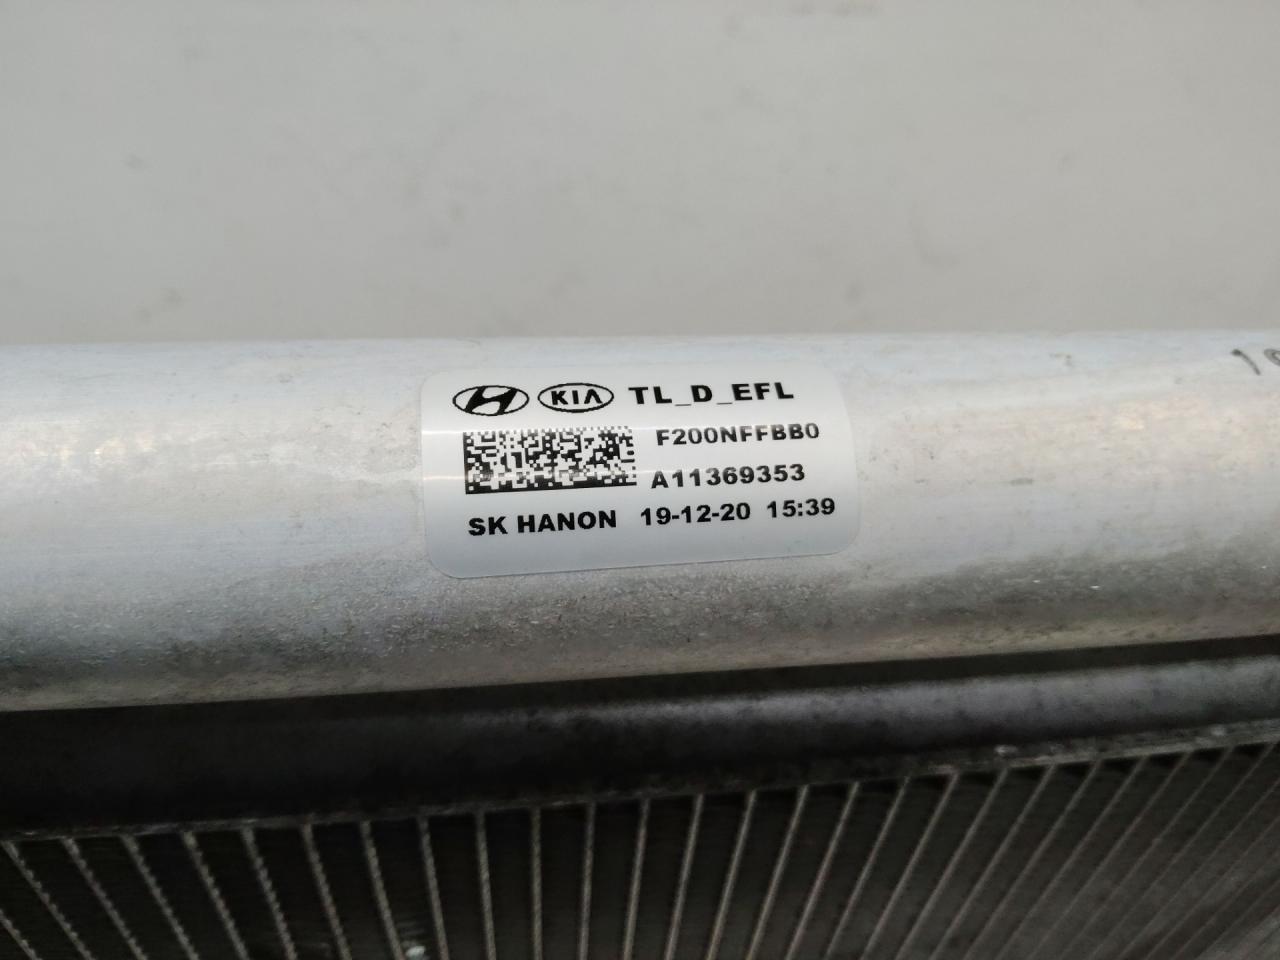 KIA TL_D_EFL
F200NFFBB0
A11369353
SK HANON 19-12-20 15:39